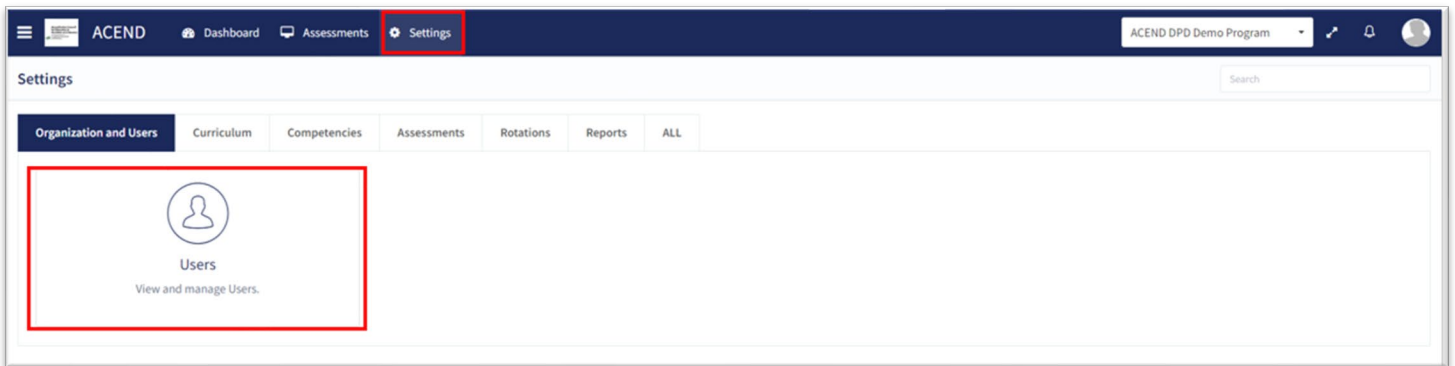 ACEND Dashboard Assessments Settings ACEND DPD Demo Program
Settings Search
Organization and Users Curriculum Competencies Assessments Rotations Reports ALL
Users
View and manage Users.